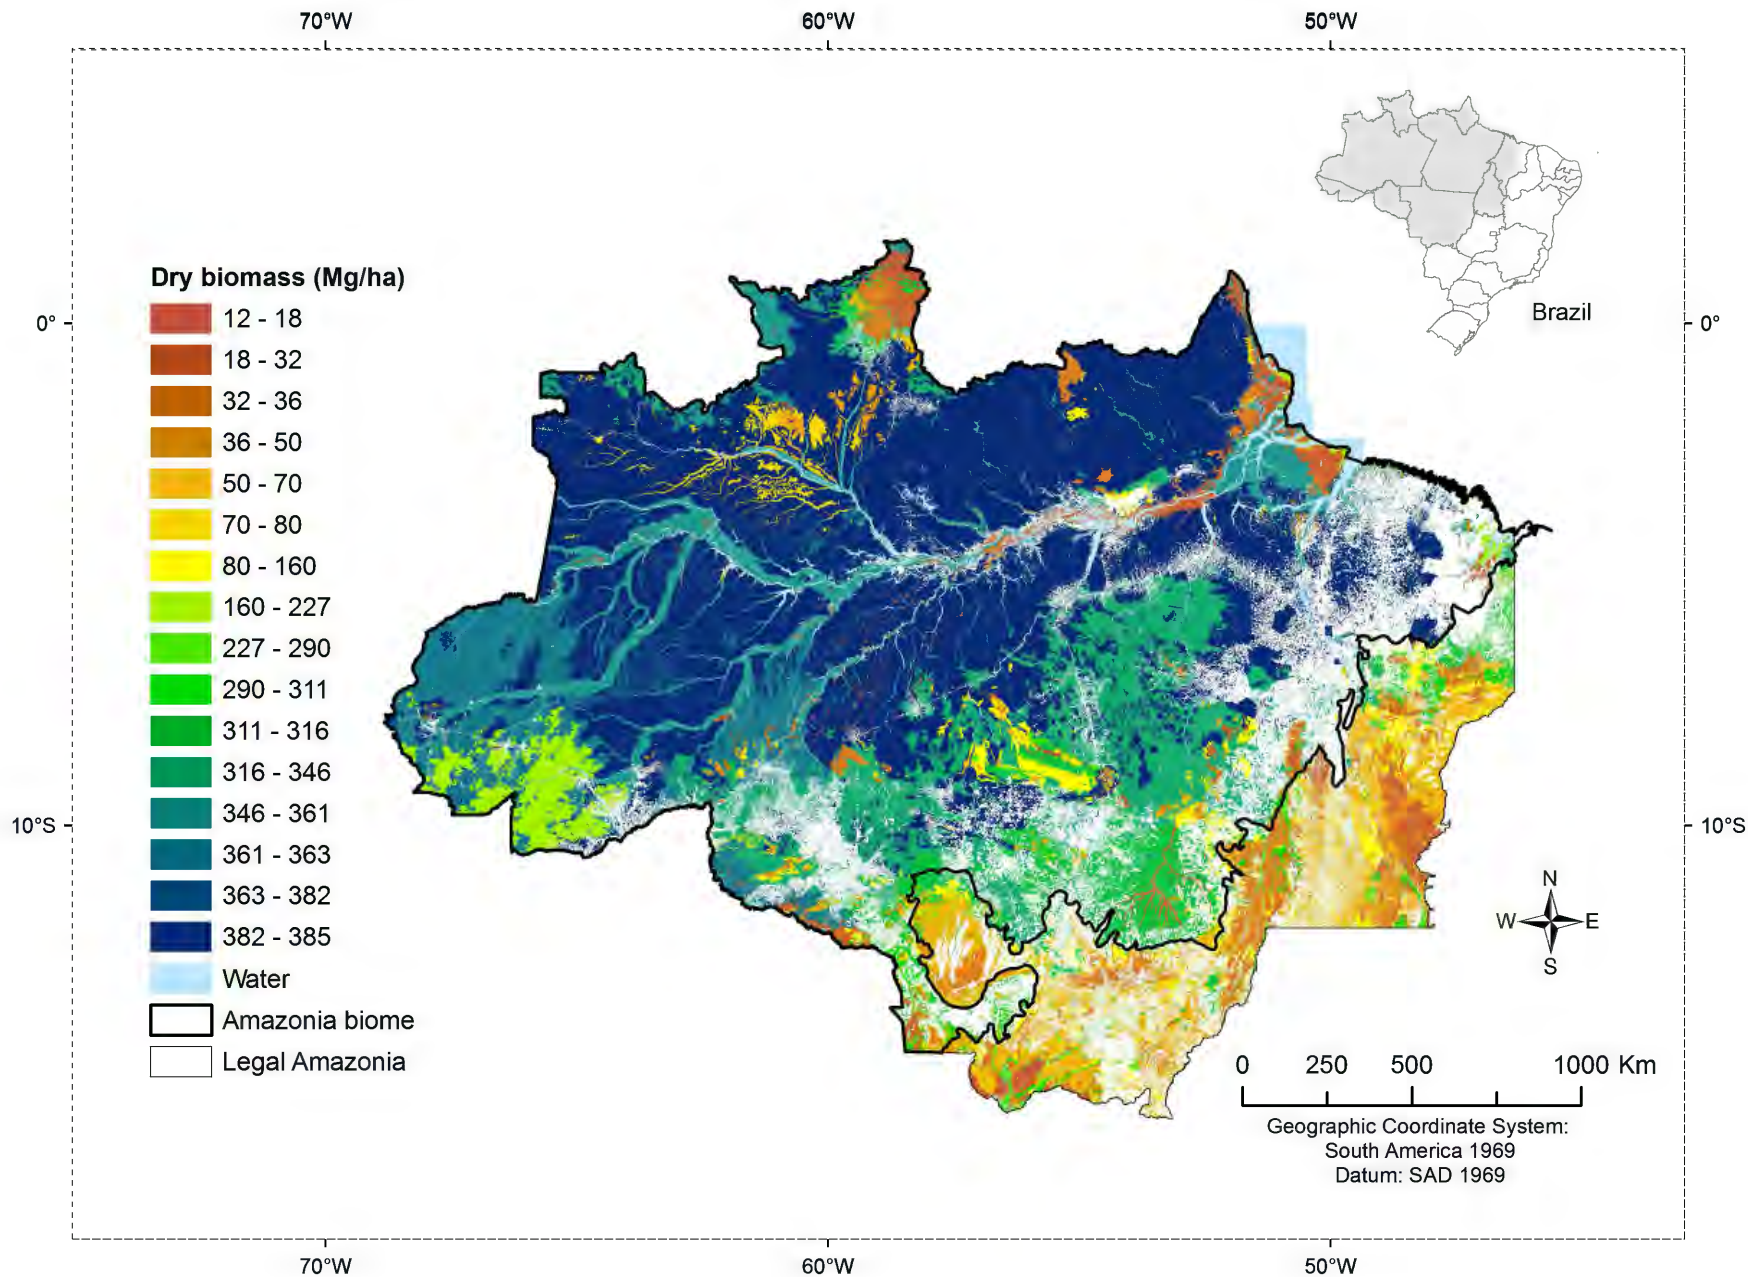 70°W 60°W 50°W
Brazil
Dry biomass (Mg/ha)
12 - 18
18 - 32
32 - 36
36 - 50
50 - 70
70 - 80
80 - 160
160 - 227
227 - 290
290 - 311
311 - 316
316 - 346
346 - 361
361 - 363
363 - 382
382 - 385
Water
Amazonia biome
Legal Amazonia
0° 0°
10°S 10°S
N
W E
S
0 250 500 1000 Km
Geographic Coordinate System:
South America 1969
Datum: SAD 1969
70°W 60°W 50°W